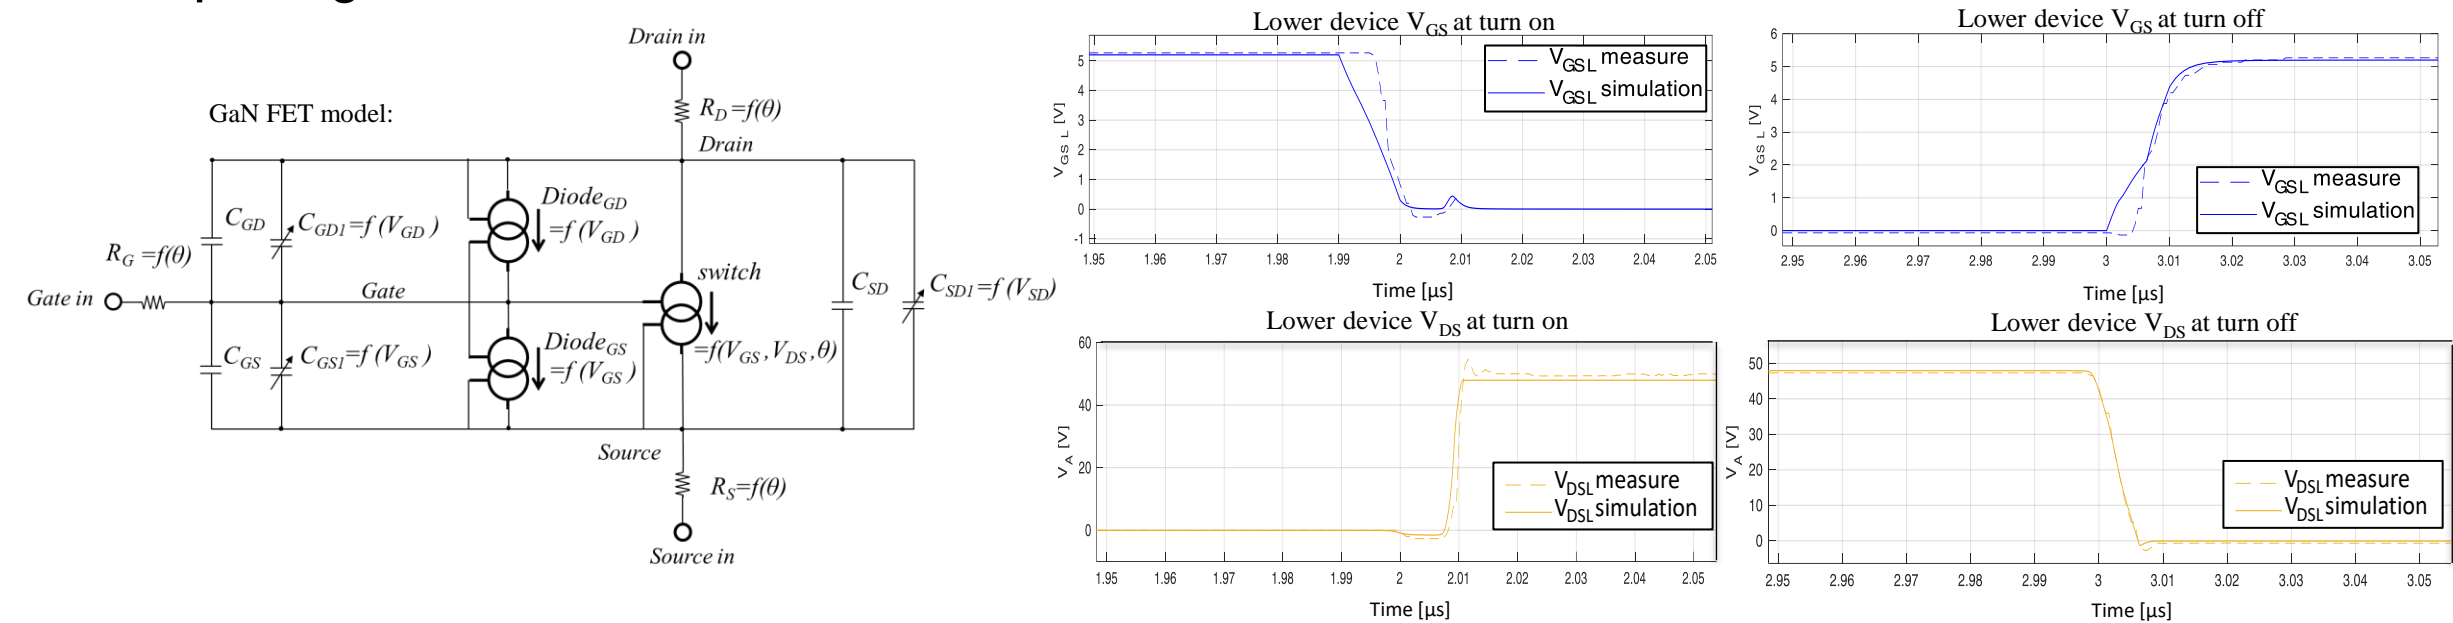 Drain in
R_D=f(θ)
GaN FET model:
Drain
Diode_GD
=f(V_GD)
C_GD
C_GD1=f(V_GD)
R_G=f(θ)
switch
Gate in
Gate
C_SD
C_SD1=f(V_SD)
Diode_GS
=f(V_GS)
=f(V_GS,V_DS,θ)
C_GS
C_GS1=f(V_GS)
Source
R_S=f(θ)
Source in
Lower device V_GS at turn on
V_GSL measure
V_GSL simulation
V_GS L [V]
5
4
3
2
1
0
-1
1.95 1.96 1.97 1.98 1.99 2 2.01 2.02 2.03 2.04 2.05
Time [µs]
Lower device V_GS at turn off
V_GSL measure
V_GSL simulation
V_GS L [V]
6
5
4
3
2
1
0
2.95 2.96 2.97 2.98 2.99 3 3.01 3.02 3.03 3.04 3.05
Time [µs]
Lower device V_DS at turn on
V_DSL measure
V_DSL simulation
V_A [V]
60
40
20
0
1.95 1.96 1.97 1.98 1.99 2 2.01 2.02 2.03 2.04 2.05
Time [µs]
Lower device V_DS at turn off
V_DSL measure
V_DSL simulation
V_A [V]
50
40
30
20
10
0
2.95 2.96 2.97 2.98 2.99 3 3.01 3.02 3.03 3.04 3.05
Time [µs]